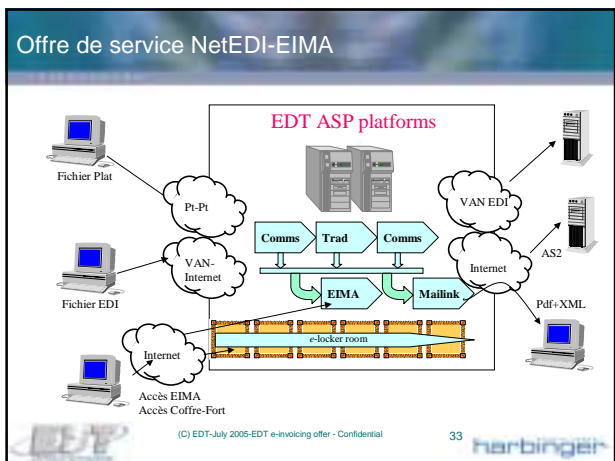 Offre de service NetEDI-EIMA
EDT ASP platforms
Fichier Plat
Pt-Pt
VAN EDI
Comms
Trad
Comms
VAN-
Internet
Internet
AS2
Fichier EDI
EIMA
Mailink
Pdf+XML
Internet
e-locker room
Accès EIMA
Accès Coffre-Fort
EDT
(C) EDT-July 2005-EDT e-invoicing offer - Confidential
33
harbinger